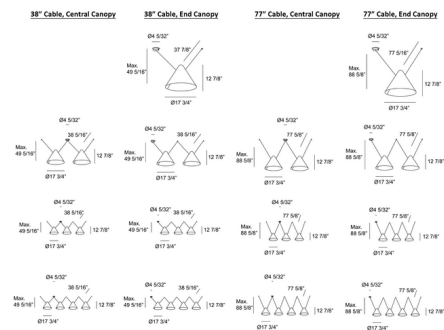 38" Cable, Central Canopy
38" Cable, End Canopy
77" Cable, Central Canopy
77" Cable, End Canopy
Ø4 5/32"
37 7/8"
Max.
49 5/16"
12 7/8"
Ø17 3/4"
Ø4 5/32"
77 5/16"
Max.
88 5/8"
12 7/8"
Ø17 3/4"
Ø4 5/32"
38 5/16"
Max.
49 5/16"
12 7/8"
Ø17 3/4"
Ø4 5/32"
38 5/16"
Max.
49 5/16"
12 7/8"
Ø17 3/4"
Ø4 5/32"
77 5/8"
Max.
88 5/8"
12 7/8"
Ø17 3/4"
Ø4 5/32"
77 5/8"
Max.
88 5/8"
12 7/8"
Ø17 3/4"
Ø4 5/32"
38 5/16"
Max.
49 5/16"
12 7/8"
Ø17 3/4"
Ø4 5/32"
38 5/16"
Max.
49 5/16"
12 7/8"
Ø17 3/4"
Ø4 5/32"
77 5/8"
Max.
88 5/8"
12 7/8"
Ø17 3/4"
Ø4 5/32"
77 5/8"
Max.
88 5/8"
12 7/8"
Ø17 3/4"
Ø4 5/32"
38 5/16"
Max.
49 5/16"
12 7/8"
Ø17 3/4"
Ø4 5/32"
38 5/16"
Max.
49 5/16"
12 7/8"
Ø17 3/4"
Ø4 5/32"
77 5/8"
Max.
88 5/8"
12 7/8"
Ø17 3/4"
Ø4 5/32"
77 5/8"
Max.
88 5/8"
12 7/8"
Ø17 3/4"